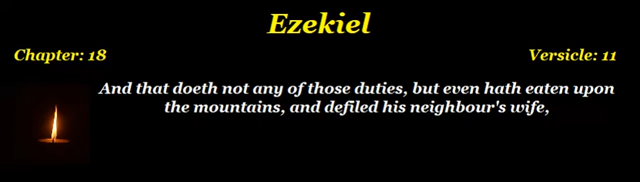 Ezekiel
Chapter: 18 Versicle: 11
And that doeth not any of those duties, but even hath eaten upon
the mountains, and defiled his neighbour's wife,